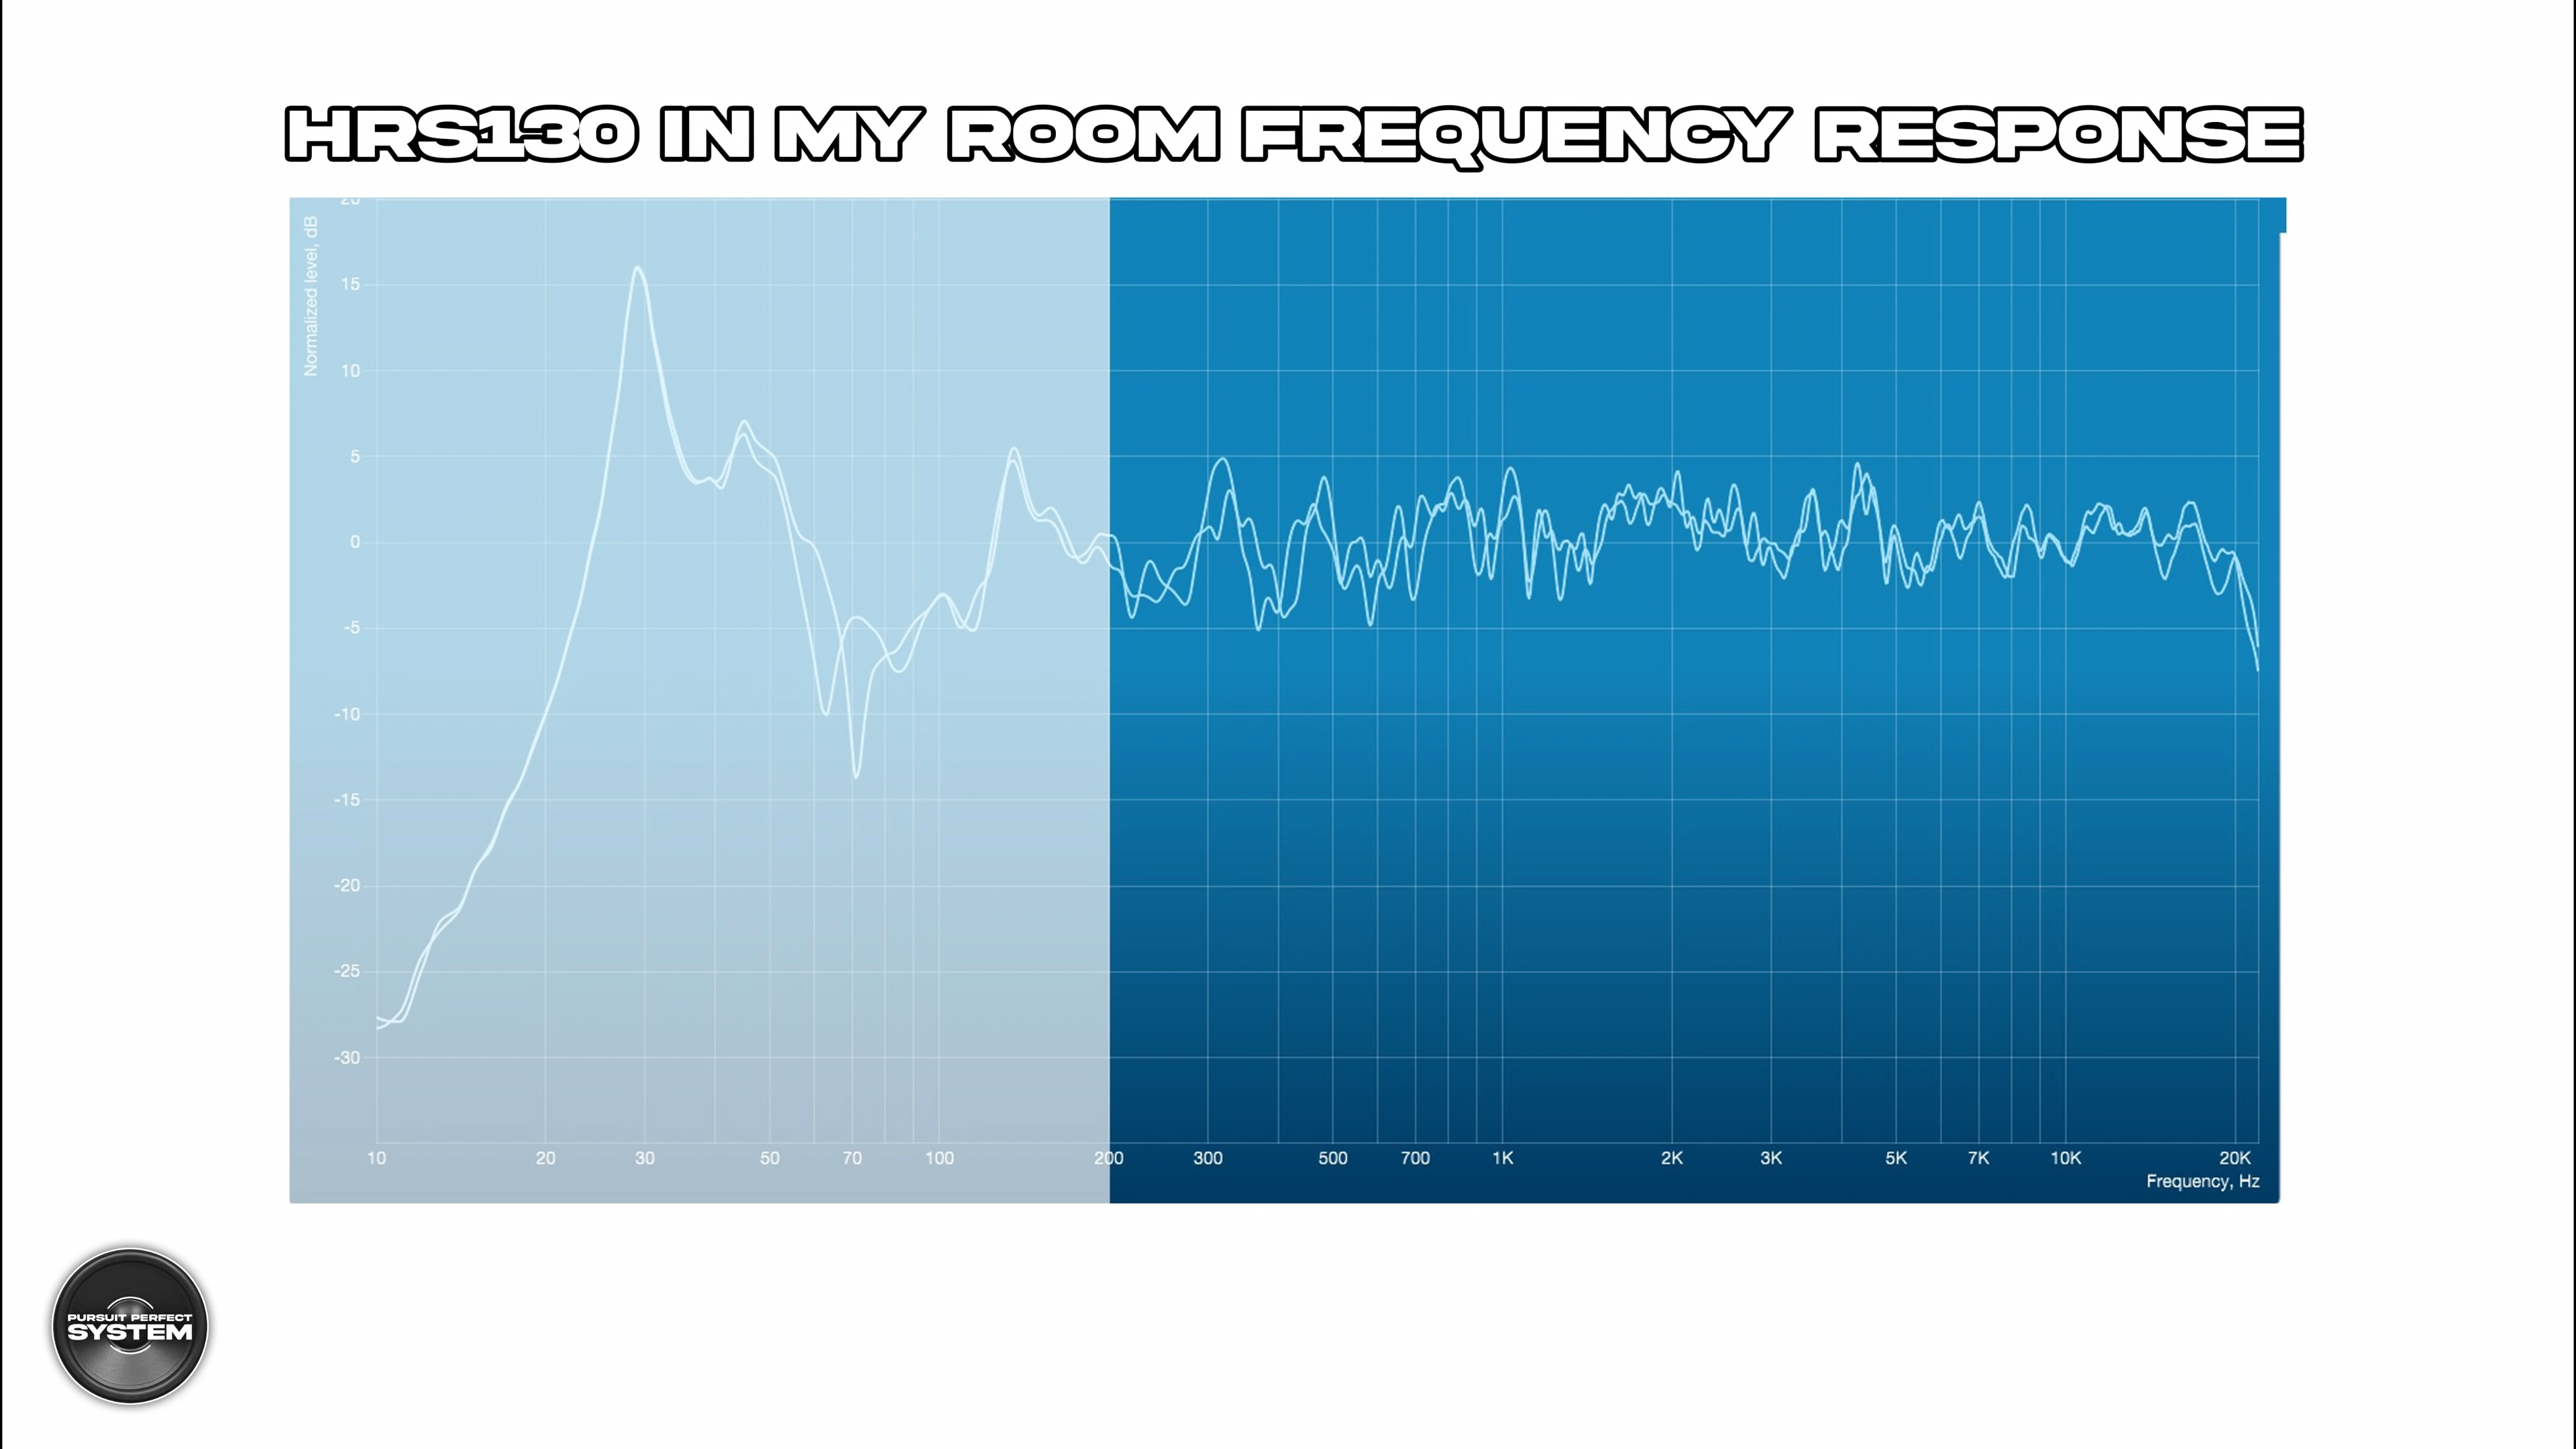 HRS130 IN MY ROOM FREQUENCY RESPONSE
Normalized level, dB
20
15
10
5
0
-5
-10
-15
-20
-25
-30
10 20 30 50 70 100 200 300 500 700 1K 2K 3K 5K 7K 10K 20K
Frequency, Hz
PURSUIT PERFECT
SYSTEM